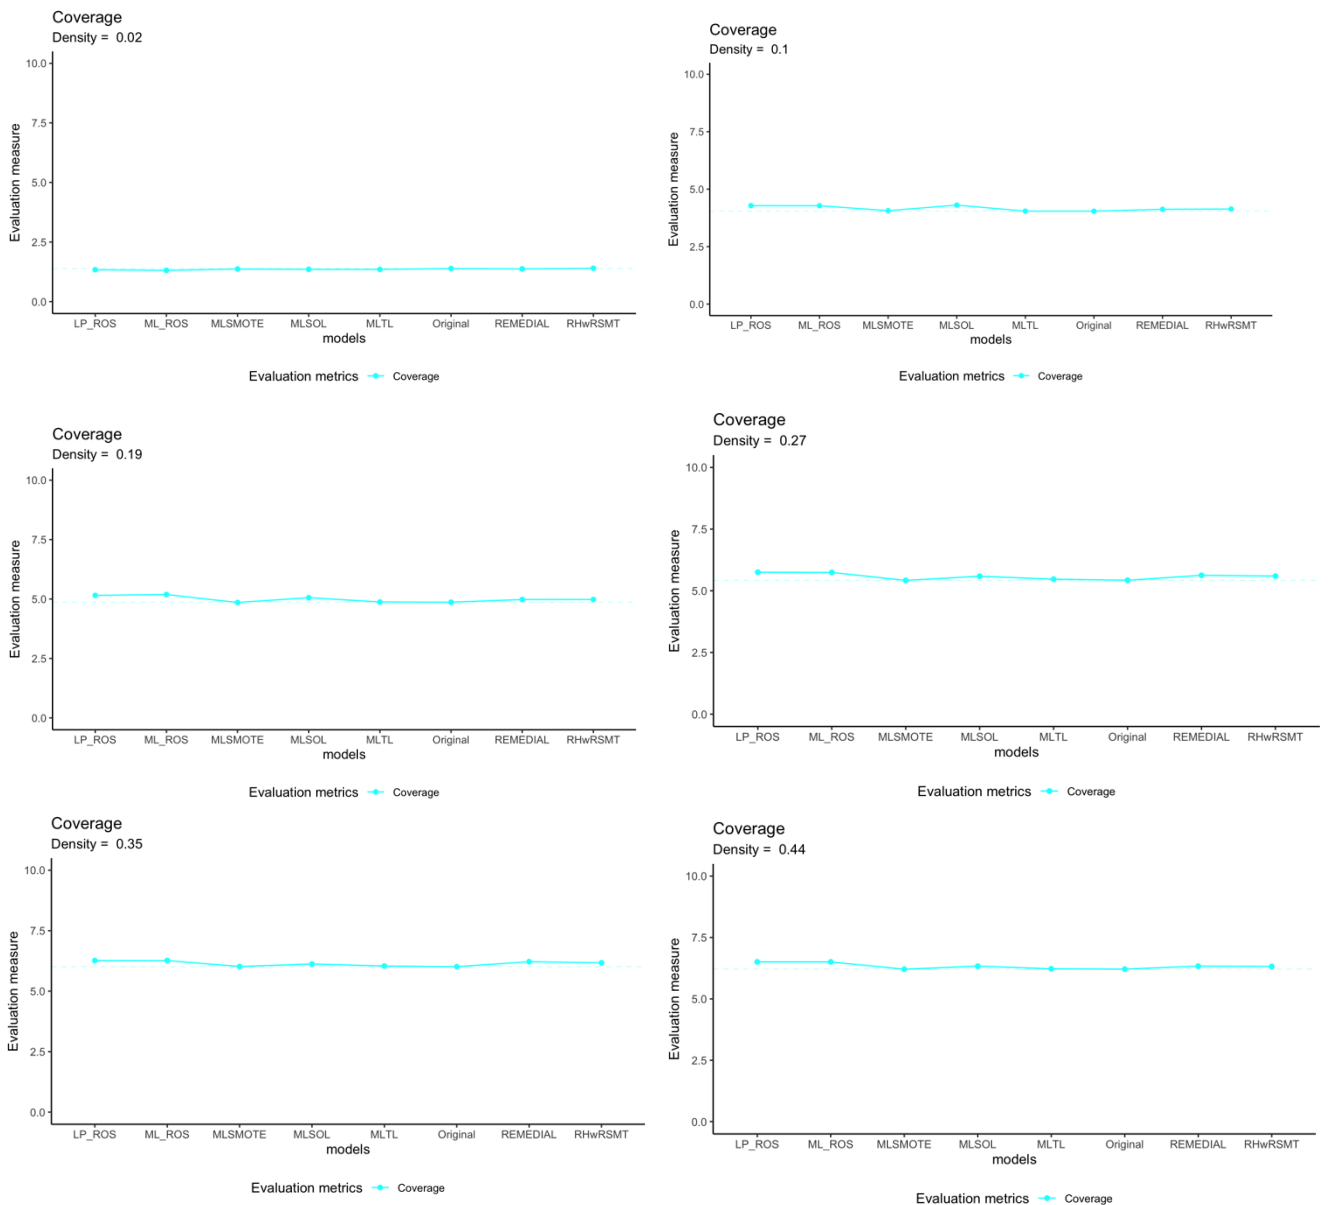 Coverage
Density = 0.02
10.0
7.5
5.0
2.5
0.0
Evaluation measure
LP_ROS ML_ROS MLSMOTE MLSOL MLTL Original REMEDIAL RHwRSMT
models
Evaluation metrics Coverage
Coverage
Density = 0.1
10.0
7.5
5.0
2.5
0.0
Evaluation measure
LP_ROS ML_ROS MLSMOTE MLSOL MLTL Original REMEDIAL RHwRSMT
models
Evaluation metrics Coverage
Coverage
Density = 0.19
10.0
7.5
5.0
2.5
0.0
Evaluation measure
LP_ROS ML_ROS MLSMOTE MLSOL MLTL Original REMEDIAL RHwRSMT
models
Evaluation metrics Coverage
Coverage
Density = 0.27
10.0
7.5
5.0
2.5
0.0
Evaluation measure
LP_ROS ML_ROS MLSMOTE MLSOL MLTL Original REMEDIAL RHwRSMT
models
Evaluation metrics Coverage
Coverage
Density = 0.35
10.0
7.5
5.0
2.5
0.0
Evaluation measure
LP_ROS ML_ROS MLSMOTE MLSOL MLTL Original REMEDIAL RHwRSMT
models
Evaluation metrics Coverage
Coverage
Density = 0.44
10.0
7.5
5.0
2.5
0.0
Evaluation measure
LP_ROS ML_ROS MLSMOTE MLSOL MLTL Original REMEDIAL RHwRSMT
models
Evaluation metrics Coverage